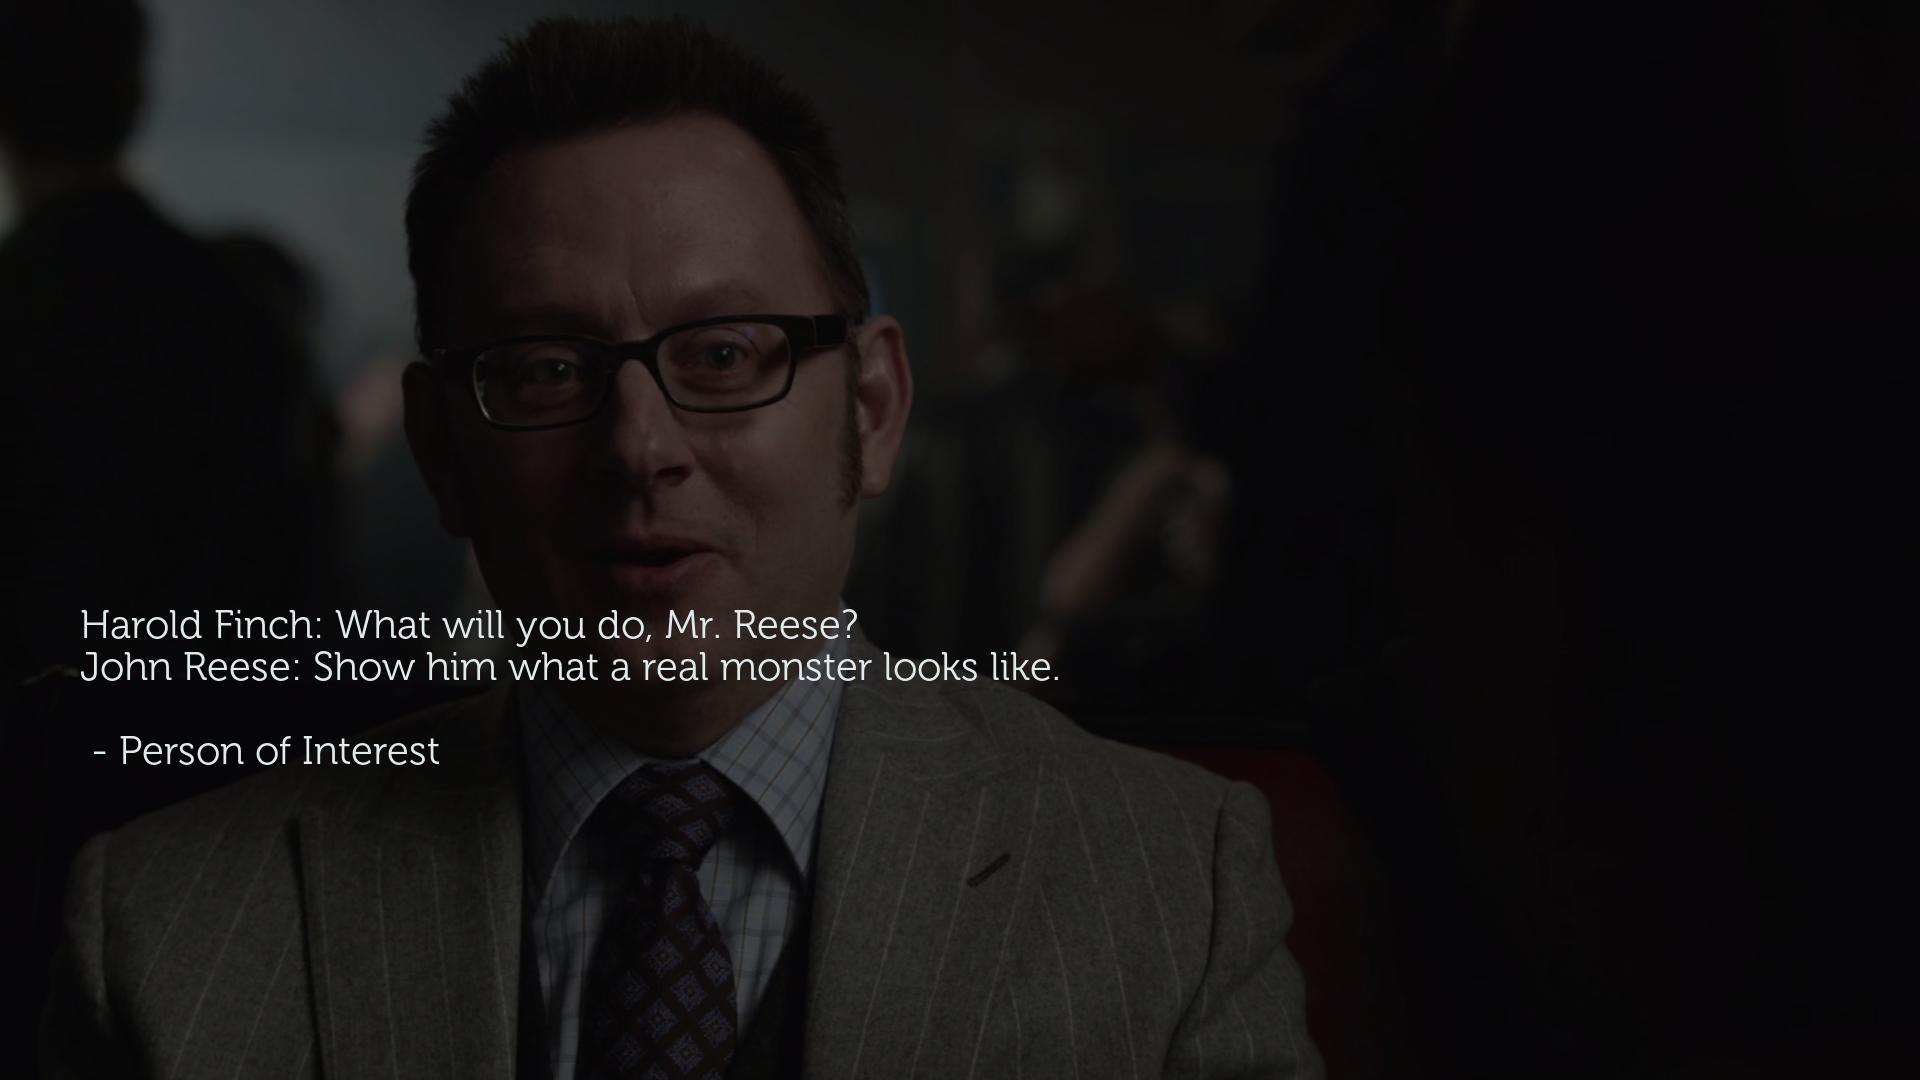 Harold Finch: What will you do, Mr. Reese?
John Reese: Show him what a real monster looks like.
- Person of Interest